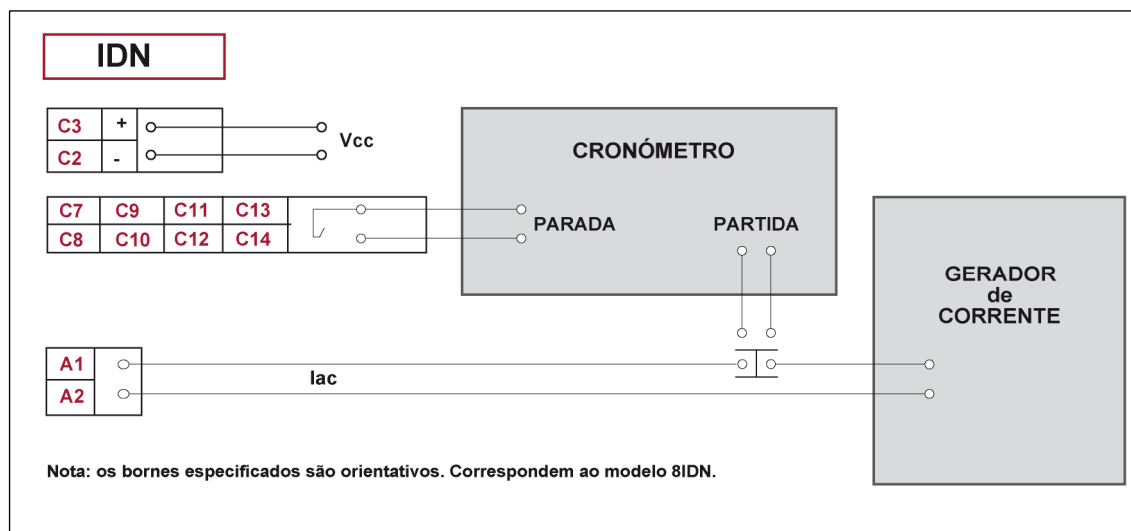 IDN
C3 +
C2 -
Vcc
CRONÓMETRO
C7 C9 C11 C13
C8 C10 C12 C14
PARADA
PARTIDA
GERADOR
de
CORRENTE
A1
A2
Iac
Nota: os bornes especificados são orientativos. Correspondem ao modelo 8IDN.